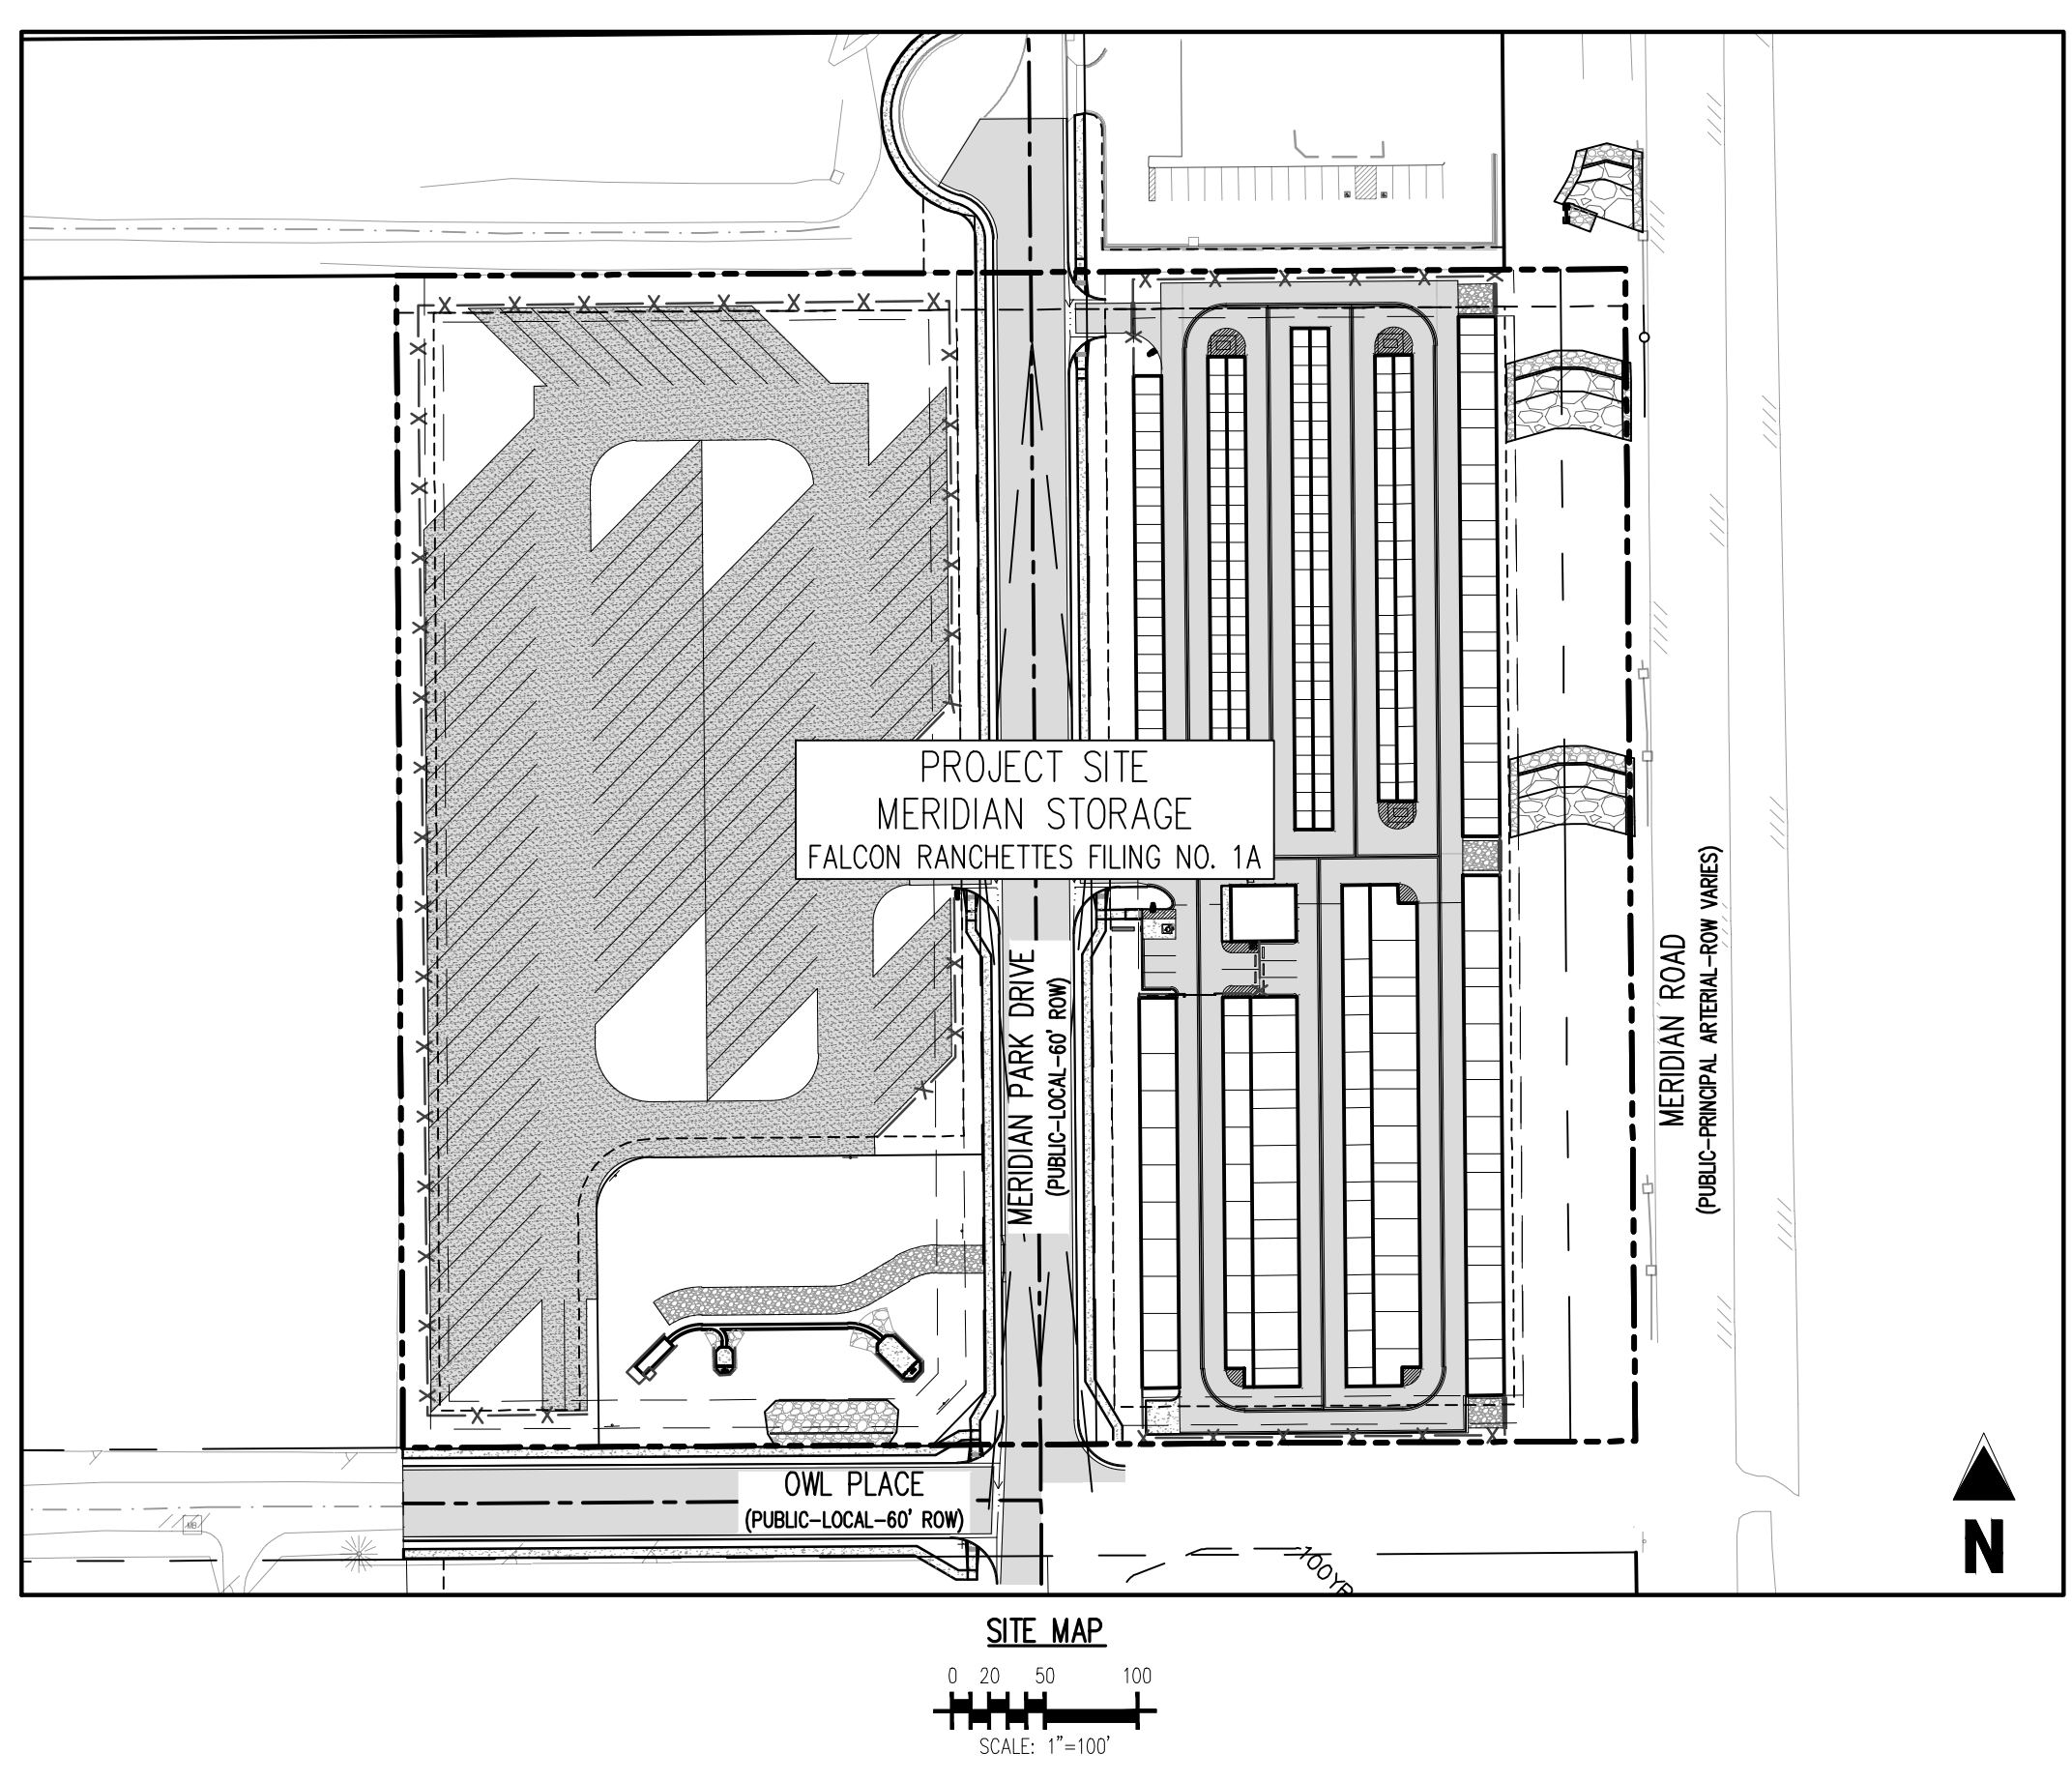 PROJECT SITE
MERIDIAN STORAGE
FALCON RANCHETTES FILING NO. 1A
MERIDIAN PARK DRIVE
(PUBLIC-LOCAL-60' ROW)
MERIDIAN ROAD
(PUBLIC-PRINCIPAL ARTERIAL-ROW VARIES)
OWL PLACE
(PUBLIC-LOCAL-60' ROW)
MB
100YR
N
SITE MAP
0 20 50 100
SCALE: 1"=100'